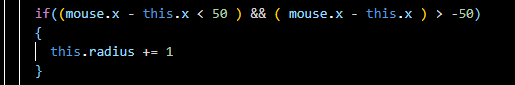 if((mouse.x - this.x < 50 ) && ( mouse.x - this.x ) > -50)
{
this.radius += 1
}